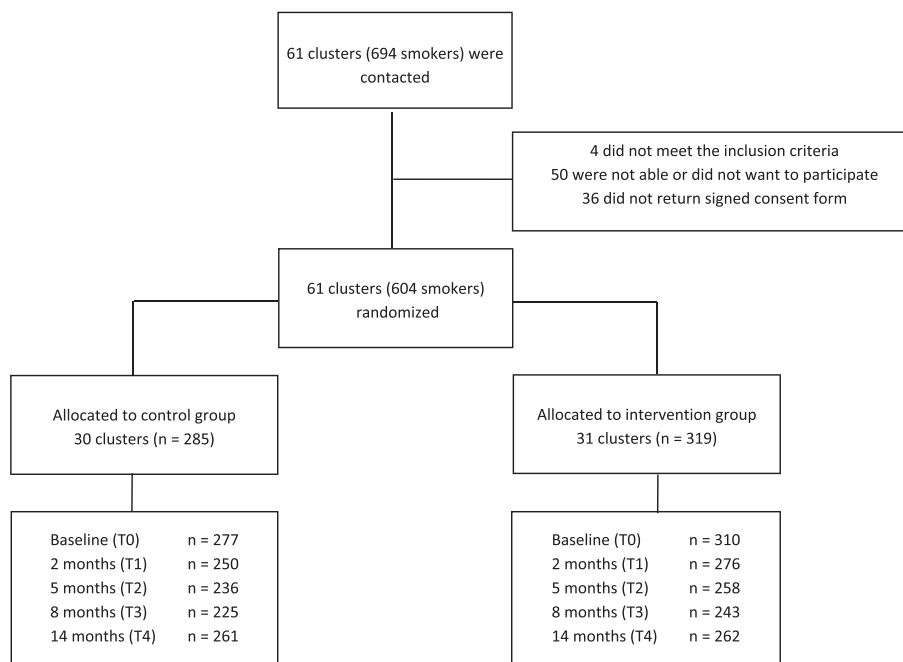 61 clusters (694 smokers) were
contacted
4 did not meet the inclusion criteria
50 were not able or did not want to participate
36 did not return signed consent form
61 clusters (604 smokers)
randomized
Allocated to control group
30 clusters (n = 285)
Allocated to intervention group
31 clusters (n = 319)
Baseline (T0) n = 277
2 months (T1) n = 250
5 months (T2) n = 236
8 months (T3) n = 225
14 months (T4) n = 261
Baseline (T0) n = 310
2 months (T1) n = 276
5 months (T2) n = 258
8 months (T3) n = 243
14 months (T4) n = 262